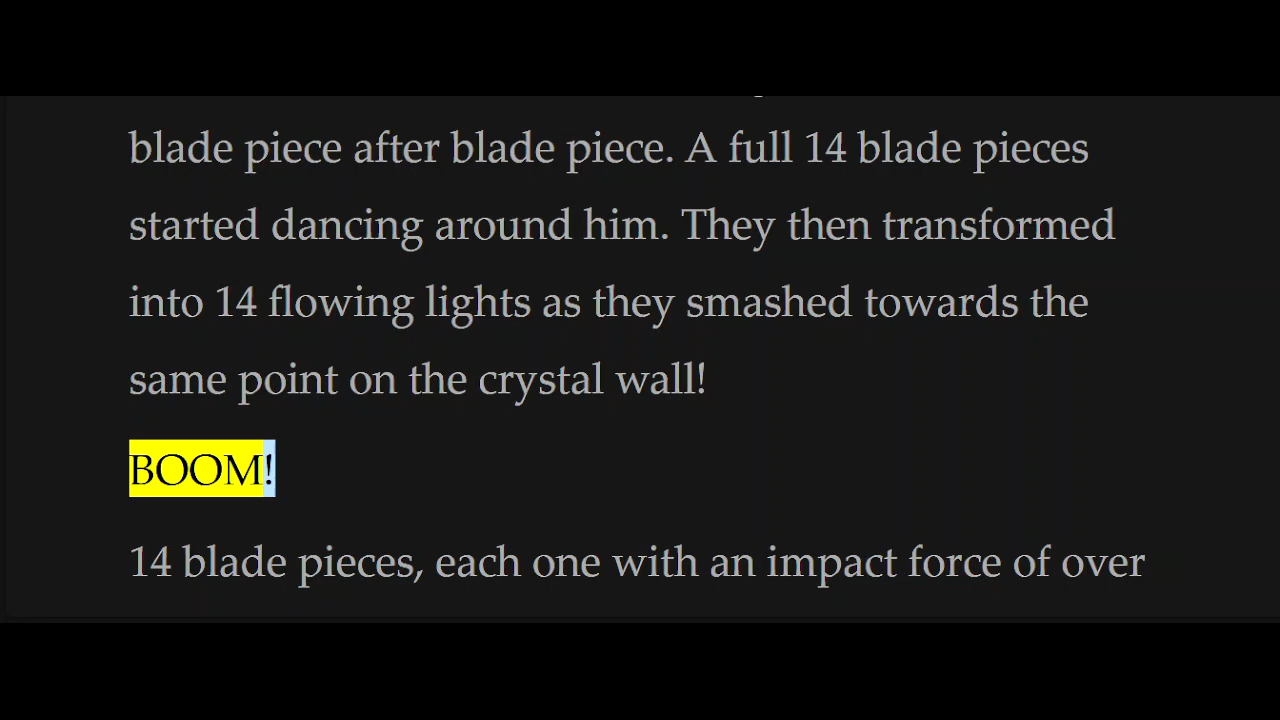 blade piece after blade piece. A full 14 blade pieces
started dancing around him. They then transformed
into 14 flowing lights as they smashed towards the
same point on the crystal wall!
BOOM!
14 blade pieces, each one with an impact force of over